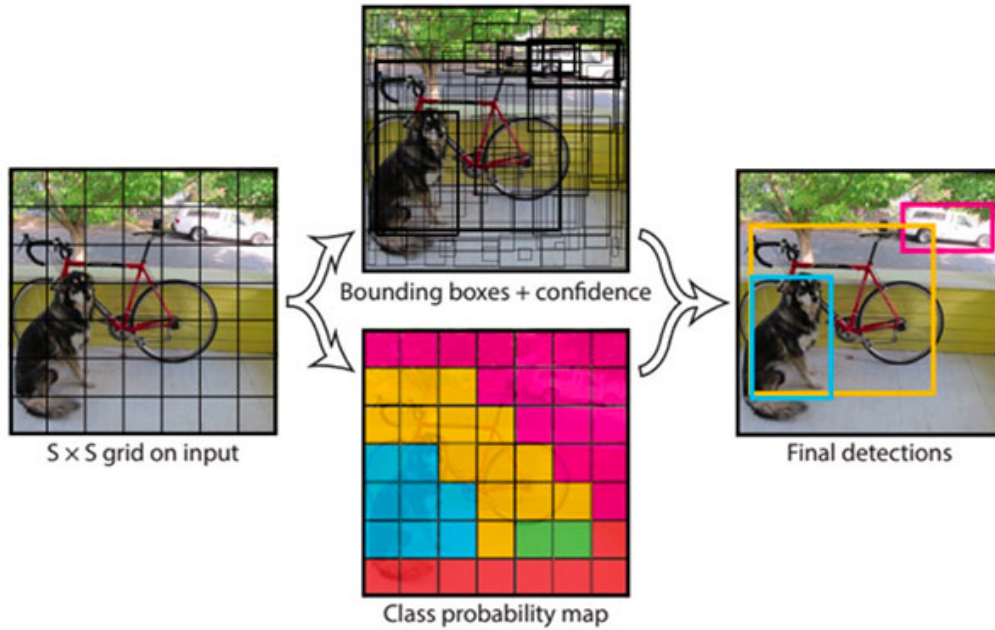 Bounding boxes + confidence
S × S grid on input
Final detections
Class probability map